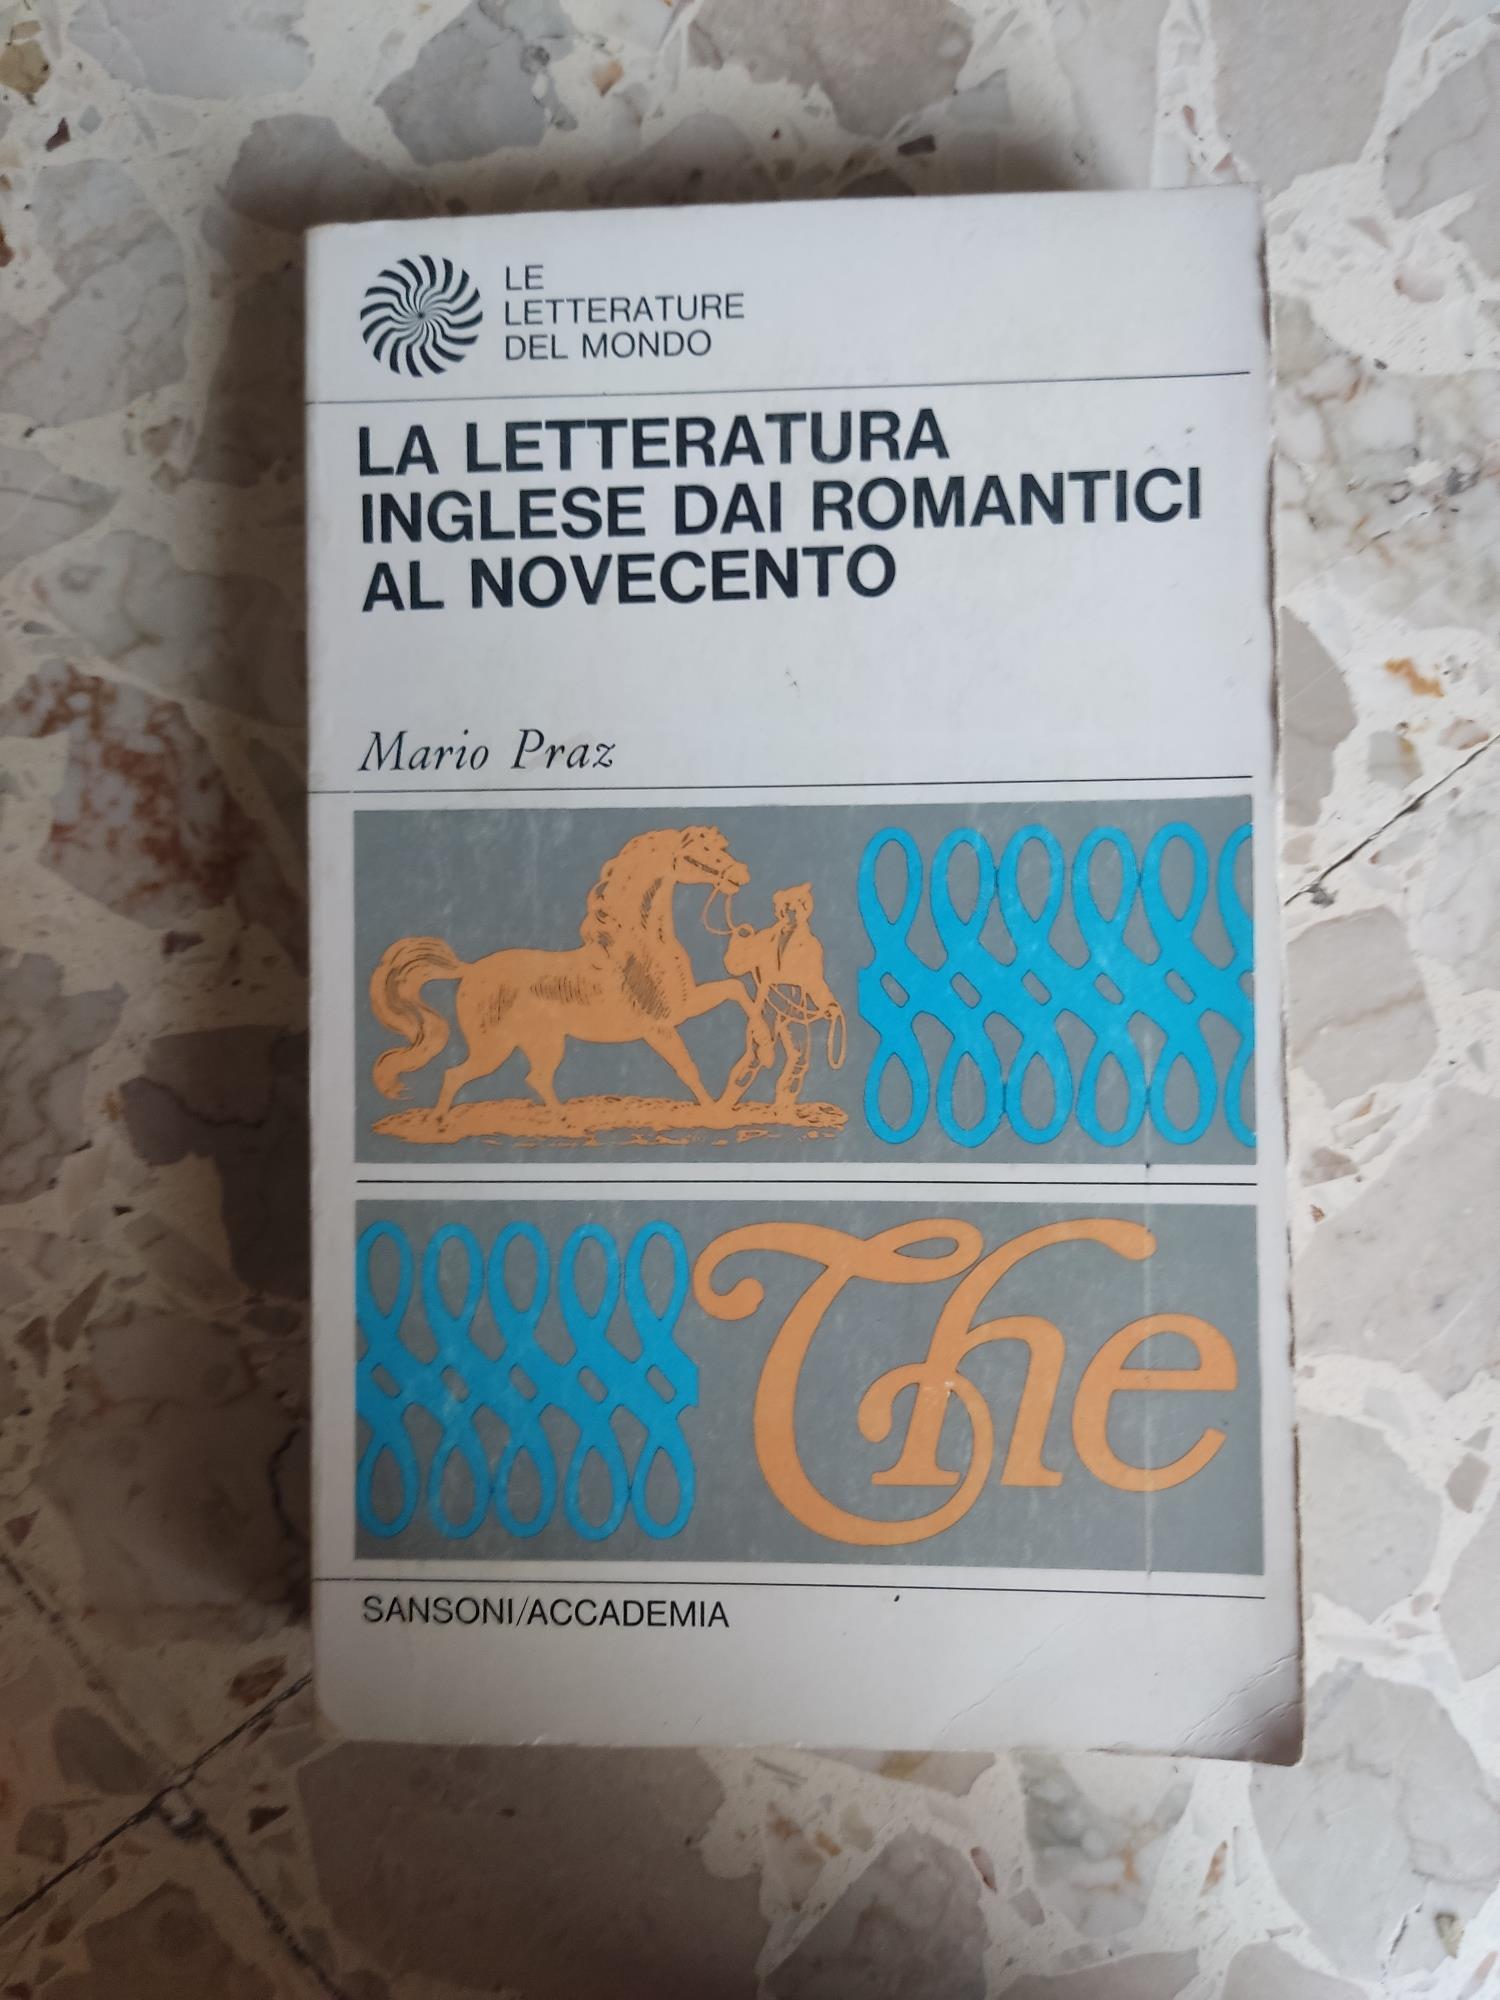 LE
LETTERATURE
DEL MONDO
LA LETTERATURA
INGLESE DAI ROMANTICI
AL NOVECENTO
Mario Praz
The
SANSONI/ACCADEMIA